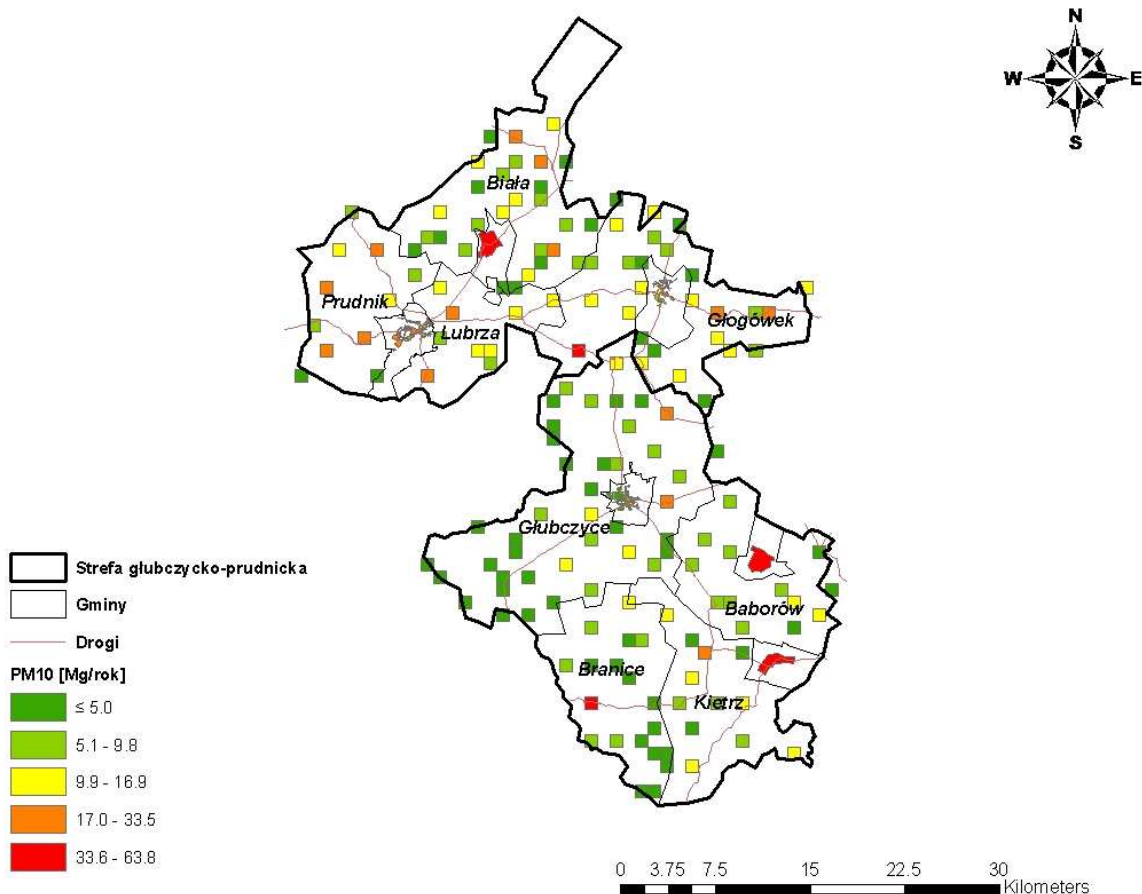 N
W E
S
Biała
Prudnik
Lubrza
Głogówek
Głubczyce
Baborów
Branice
Kietrz
Strefa głubczycko-prudnicka
Gminy
Drogi
PM10 [Mg/rok]
≤ 5.0
5.1 - 9.8
9.9 - 16.9
17.0 - 33.5
33.6 - 63.8
0 3.75 7.5 15 22.5 30
Kilometers